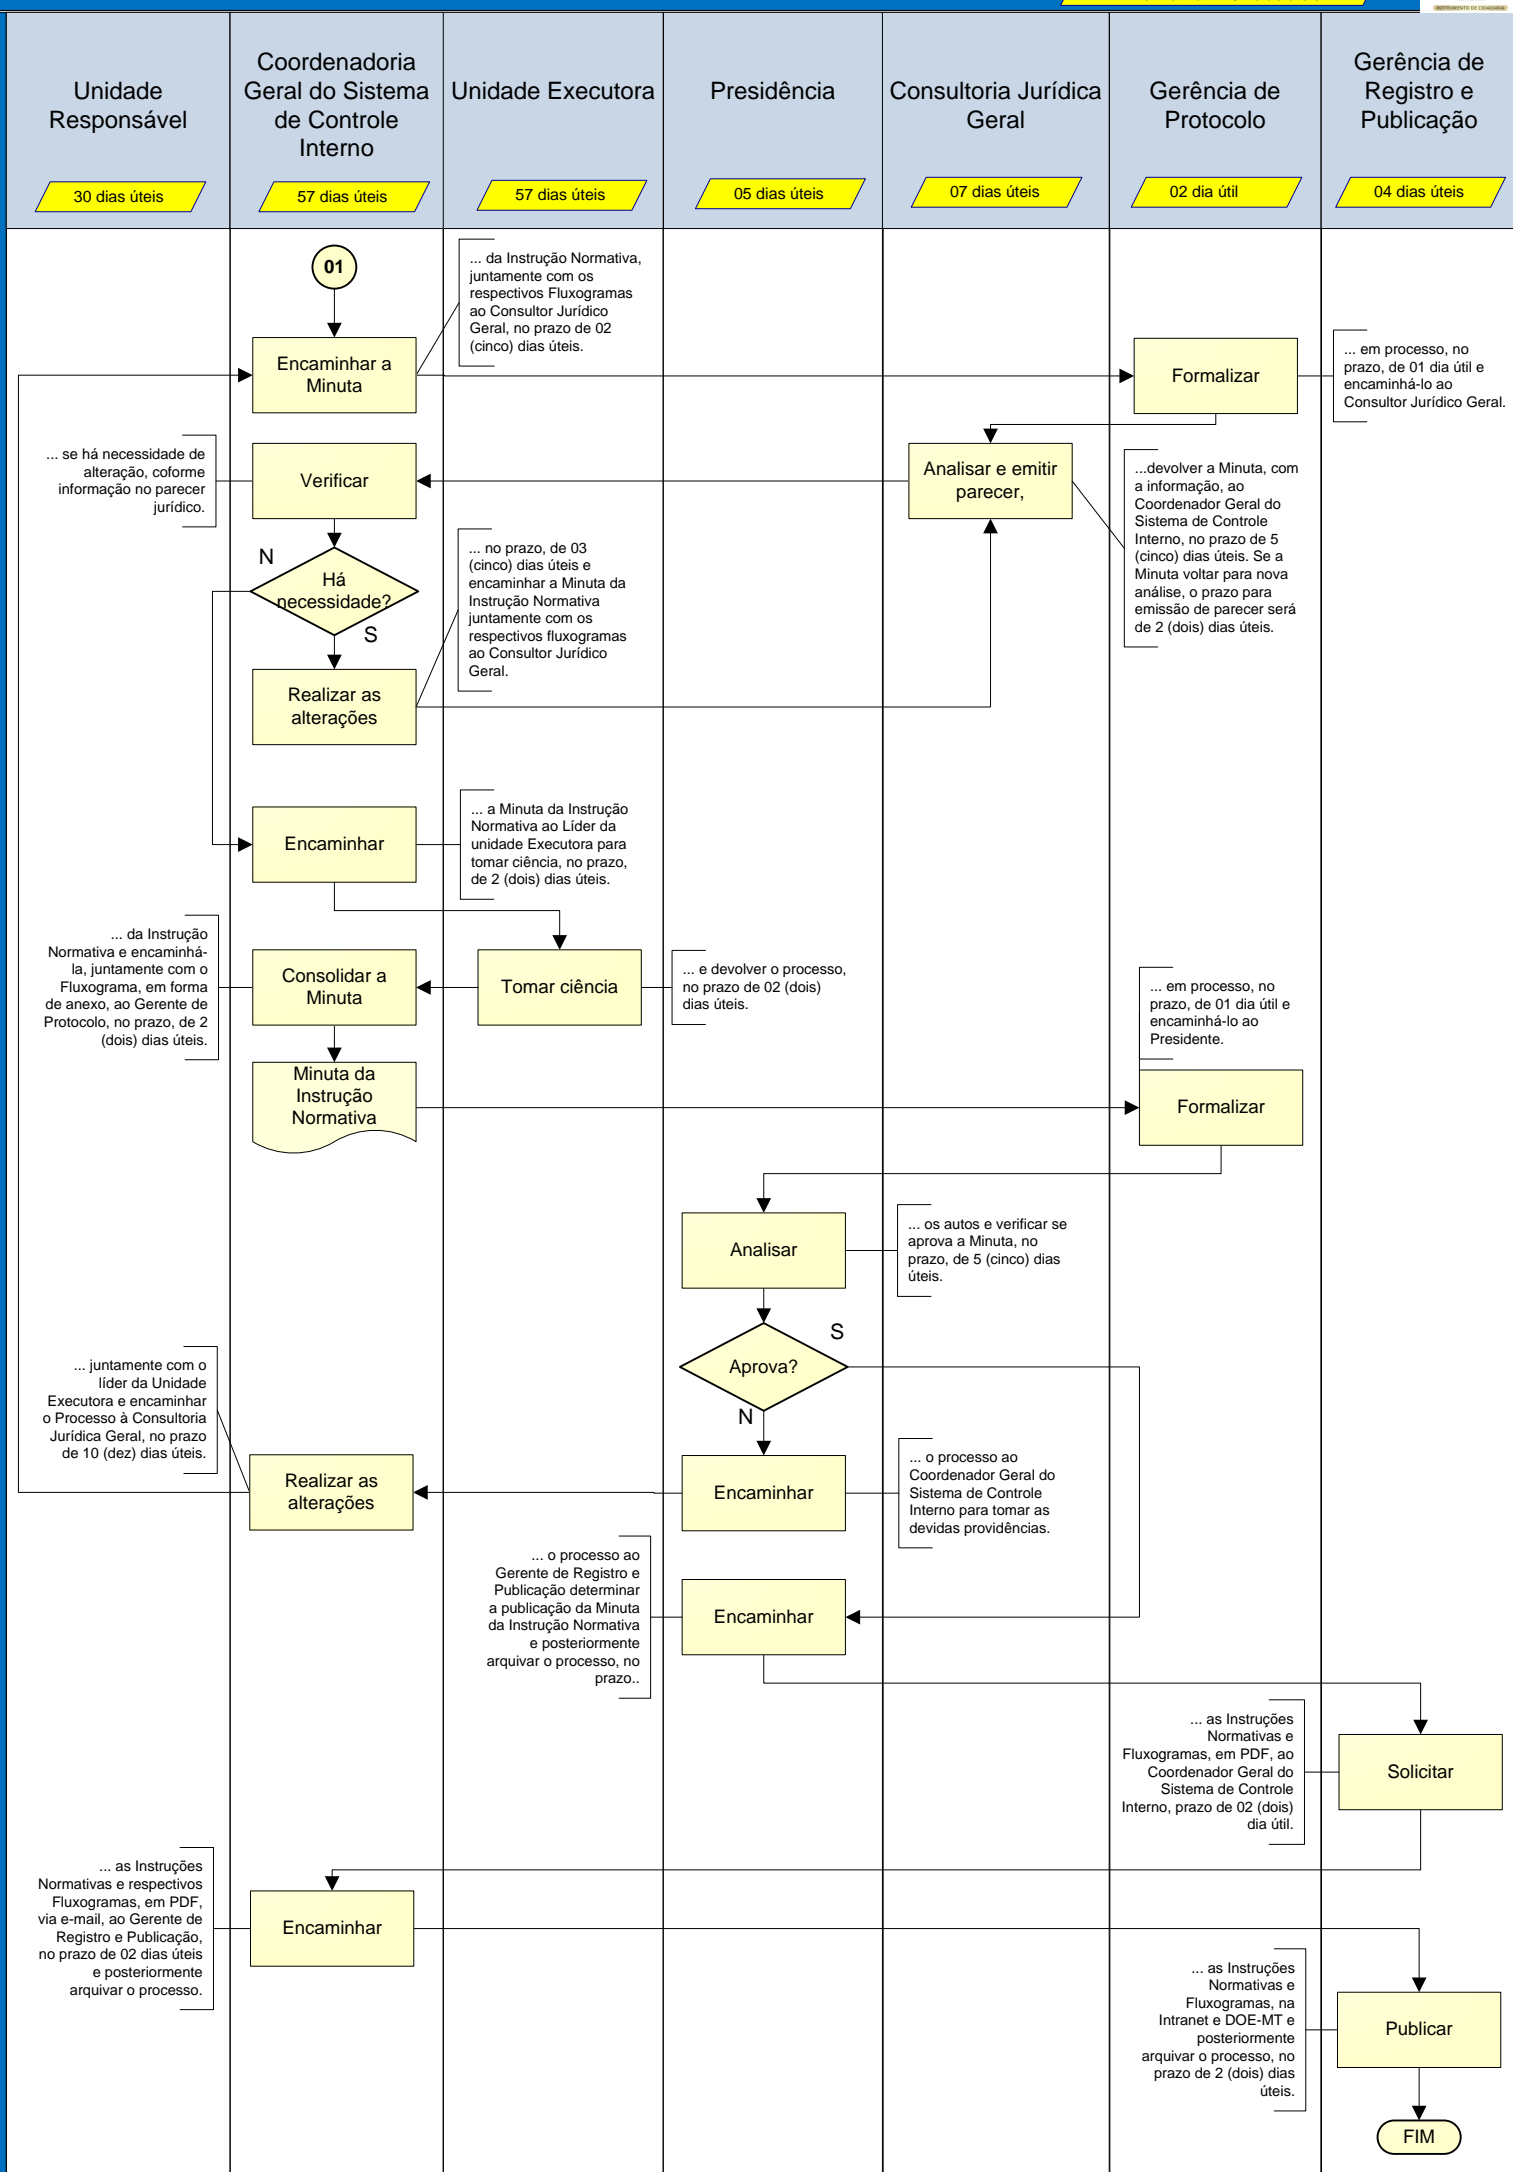 INSTRUMENTO DE CIDADANIA
Unidade
Responsável
30 dias úteis
Coordenadoria
Geral do Sistema
de Controle
Interno
57 dias úteis
Unidade Executora
57 dias úteis
Presidência
05 dias úteis
Consultoria Jurídica
Geral
07 dias úteis
Gerência de
Protocolo
02 dia útil
Gerência de
Registro e
Publicação
04 dias úteis
01
... da Instrução Normativa,
juntamente com os
respectivos Fluxogramas
ao Consultor Jurídico
Geral, no prazo de 02
(cinco) dias úteis.
Encaminhar a
Minuta
Formalizar
... em processo, no
prazo, de 01 dia útil e
encaminhá-lo ao
Consultor Jurídico Geral.
... se há necessidade de
alteração, coforme
informação no parecer
jurídico.
Verificar
Analisar e emitir
parecer,
...devolver a Minuta, com
a informação, ao
Coordenador Geral do
Sistema de Controle
Interno, no prazo de 5
(cinco) dias úteis. Se a
Minuta voltar para nova
análise, o prazo para
emissão de parecer será
de 2 (dois) dias úteis.
N
Há
necessidade?
S
... no prazo, de 03
(cinco) dias úteis e
encaminhar a Minuta da
Instrução Normativa
juntamente com os
respectivos fluxogramas
ao Consultor Jurídico
Geral.
Realizar as
alterações
Encaminhar
... a Minuta da Instrução
Normativa ao Líder da
unidade Executora para
tomar ciência, no prazo,
de 2 (dois) dias úteis.
... da Instrução
Normativa e encaminhá-
la, juntamente com o
Fluxograma, em forma
de anexo, ao Gerente de
Protocolo, no prazo, de 2
(dois) dias úteis.
Consolidar a
Minuta
Tomar ciência
... e devolver o processo,
no prazo de 02 (dois)
dias úteis.
... em processo, no
prazo, de 01 dia útil e
encaminhá-lo ao
Presidente.
Minuta da
Instrução
Normativa
Formalizar
Analisar
... os autos e verificar se
aprova a Minuta, no
prazo, de 5 (cinco) dias
úteis.
S
Aprova?
N
... juntamente com o
líder da Unidade
Executora e encaminhar
o Processo à Consultoria
Jurídica Geral, no prazo
de 10 (dez) dias úteis.
Realizar as
alterações
Encaminhar
... o processo ao
Coordenador Geral do
Sistema de Controle
Interno para tomar as
devidas providências.
... o processo ao
Gerente de Registro e
Publicação determinar
a publicação da Minuta
da Instrução Normativa
e posteriormente
arquivar o processo, no
prazo..
Encaminhar
... as Instruções
Normativas e
Fluxogramas, em PDF, ao
Coordenador Geral do
Sistema de Controle
Interno, prazo de 02 (dois)
dia útil.
Solicitar
... as Instruções
Normativas e respectivos
Fluxogramas, em PDF,
via e-mail, ao Gerente de
Registro e Publicação,
no prazo de 02 dias úteis
e posteriormente
arquivar o processo.
Encaminhar
... as Instruções
Normativas e
Fluxogramas, na
Intranet e DOE-MT e
posteriormente
arquivar o processo, no
prazo de 2 (dois) dias
úteis.
Publicar
FIM